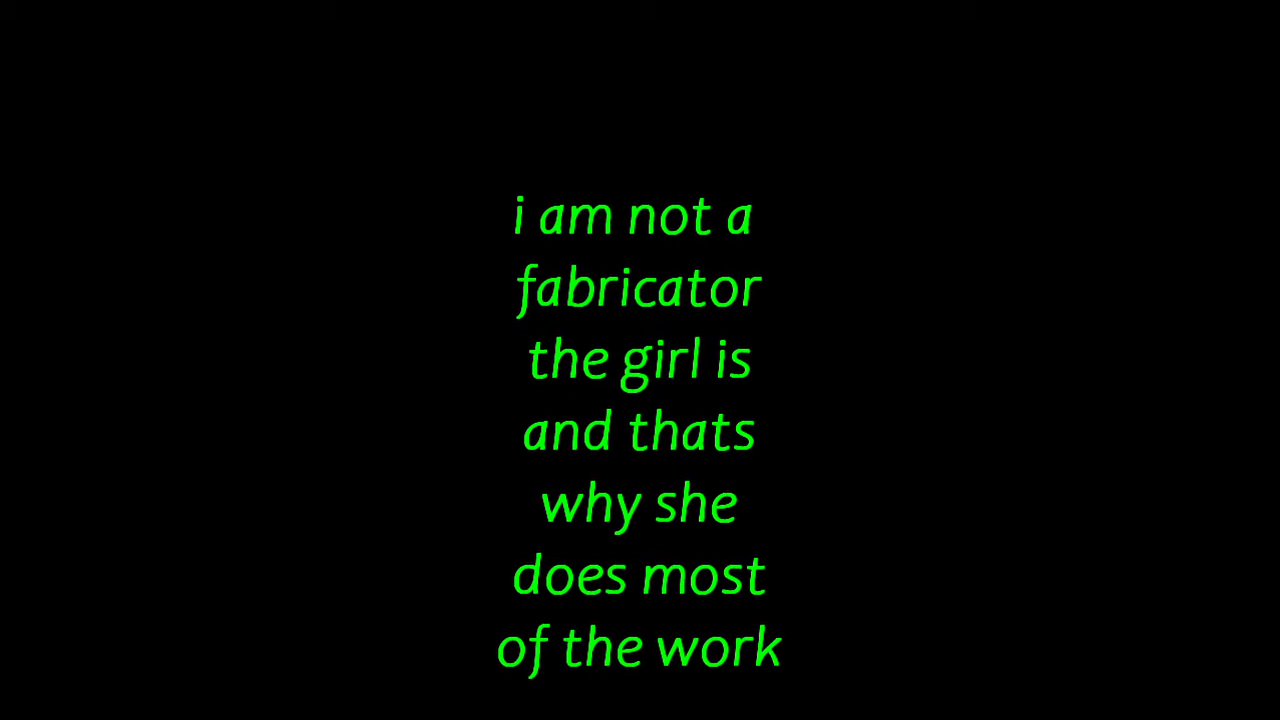 i am not a
fabricator
the girl is
and thats
why she
does most
of the work